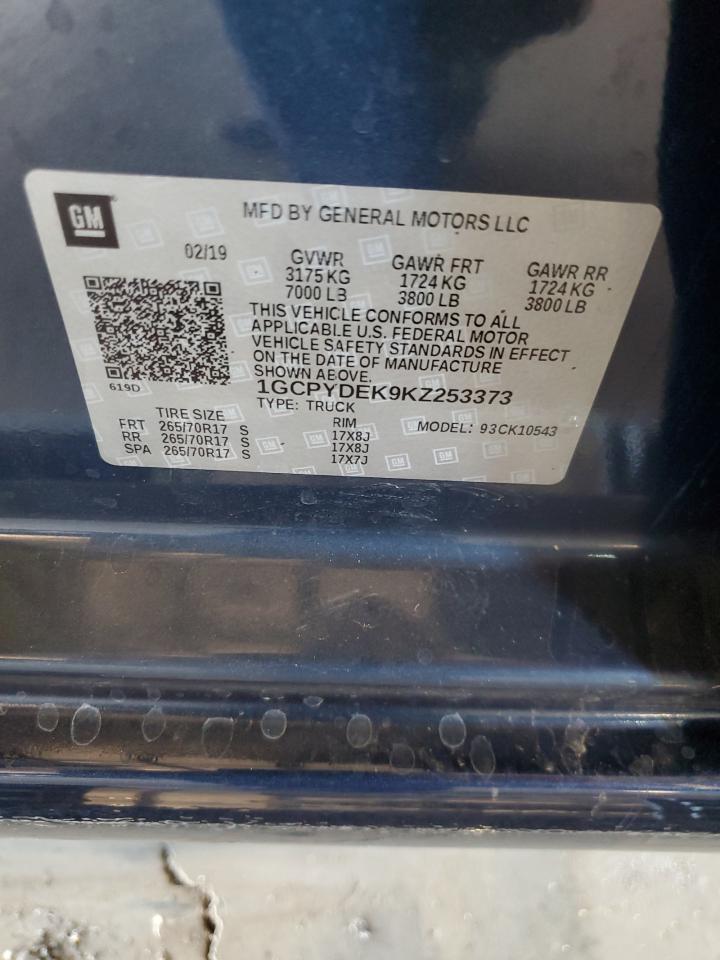 GM
MFD BY GENERAL MOTORS LLC
02/19
GVWR
3175 KG
7000 LB
GAWR FRT
1724 KG
3800 LB
GAWR RR
1724 KG
3800 LB
THIS VEHICLE CONFORMS TO ALL
APPLICABLE U.S. FEDERAL MOTOR
VEHICLE SAFETY STANDARDS IN EFFECT
ON THE DATE OF MANUFACTURE
SHOWN ABOVE.
619D
1GCPYDEK9KZ253373
TYPE: TRUCK
MODEL: 93CK10543
TIRE SIZE RIM
FRT 265/70R17 S 17X8J
RR 265/70R17 S 17X8J
SPA 265/70R17 S 17X7J